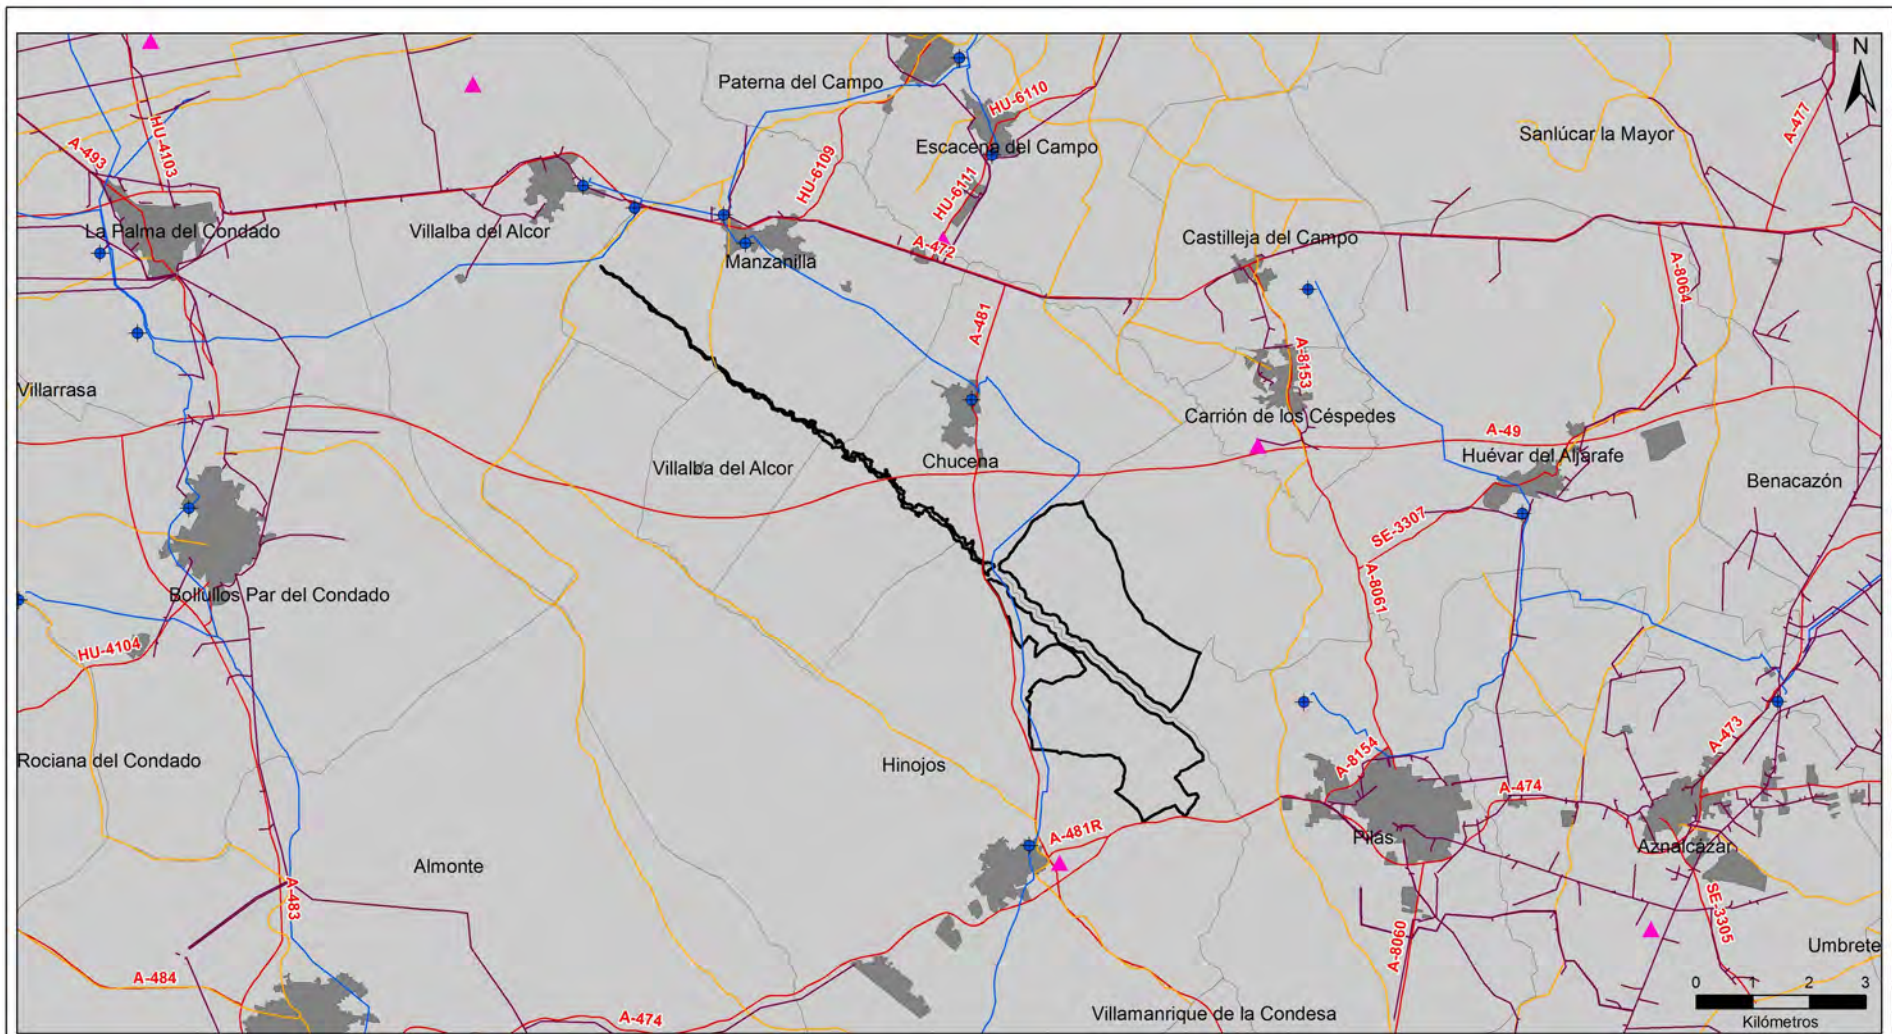 N
Paterna del Campo
HU-6110
Sanlúcar la Mayor
A-477
A-493
HU-4103
HU-6109
Escacena del Campo
HU-6111
La Palma del Condado
Villalba del Alcor
A-472
Castilleja del Campo
Manzanilla
A-8064
A-481
A-8153
Villarrasa
Carrión de los Céspedes
A-49
Villalba del Alcor
Chucena
Huévar del Aljarafe
Benacazón
SE-3307
Bollullos Par del Condado
A-8061
HU-4104
Rociana del Condado
Hinojos
A-8154
A-473
A-474
A-481R
Pilas
Aznalcázar
Almonte
A-483
A-8060
SE-3305
Umbrete
A-484
A-474
Villamanrique de la Condesa
0 1 2 3
Kilómetros